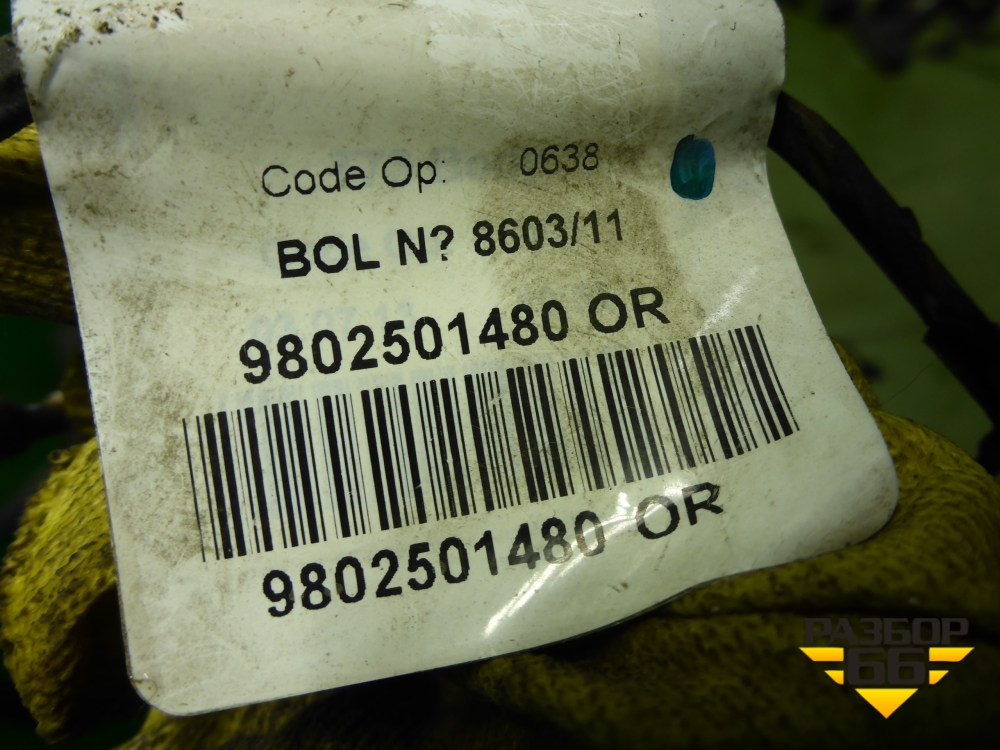 Code Op: 0638
BOL N? 8603/11
9802501480 OR
9802501480 OR
РАЗБОР
66